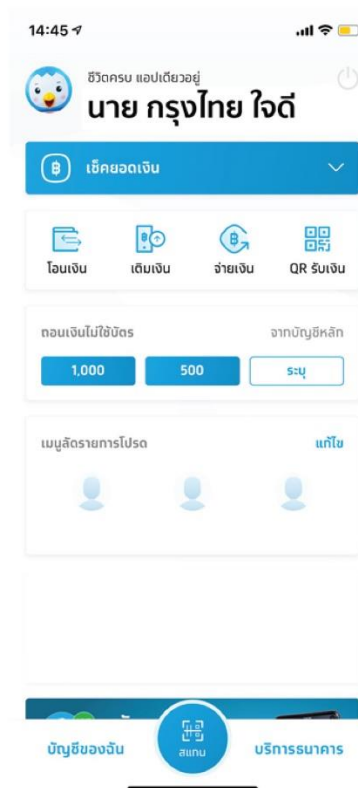 14:45
ชีวิตครบ แอปเดียวอยู่
นาย กรุงไทย ใจดี
฿ เช็คยอดเงิน
โอนเงิน เติมเงิน จ่ายเงิน QR รับเงิน
ถอนเงินไม่ใช้บัตร จากบัญชีหลัก
1,000 500 ระบุ
เมนูลัดรายการโปรด แก้ไข
บัญชีของฉัน สแกน บริการธนาคาร